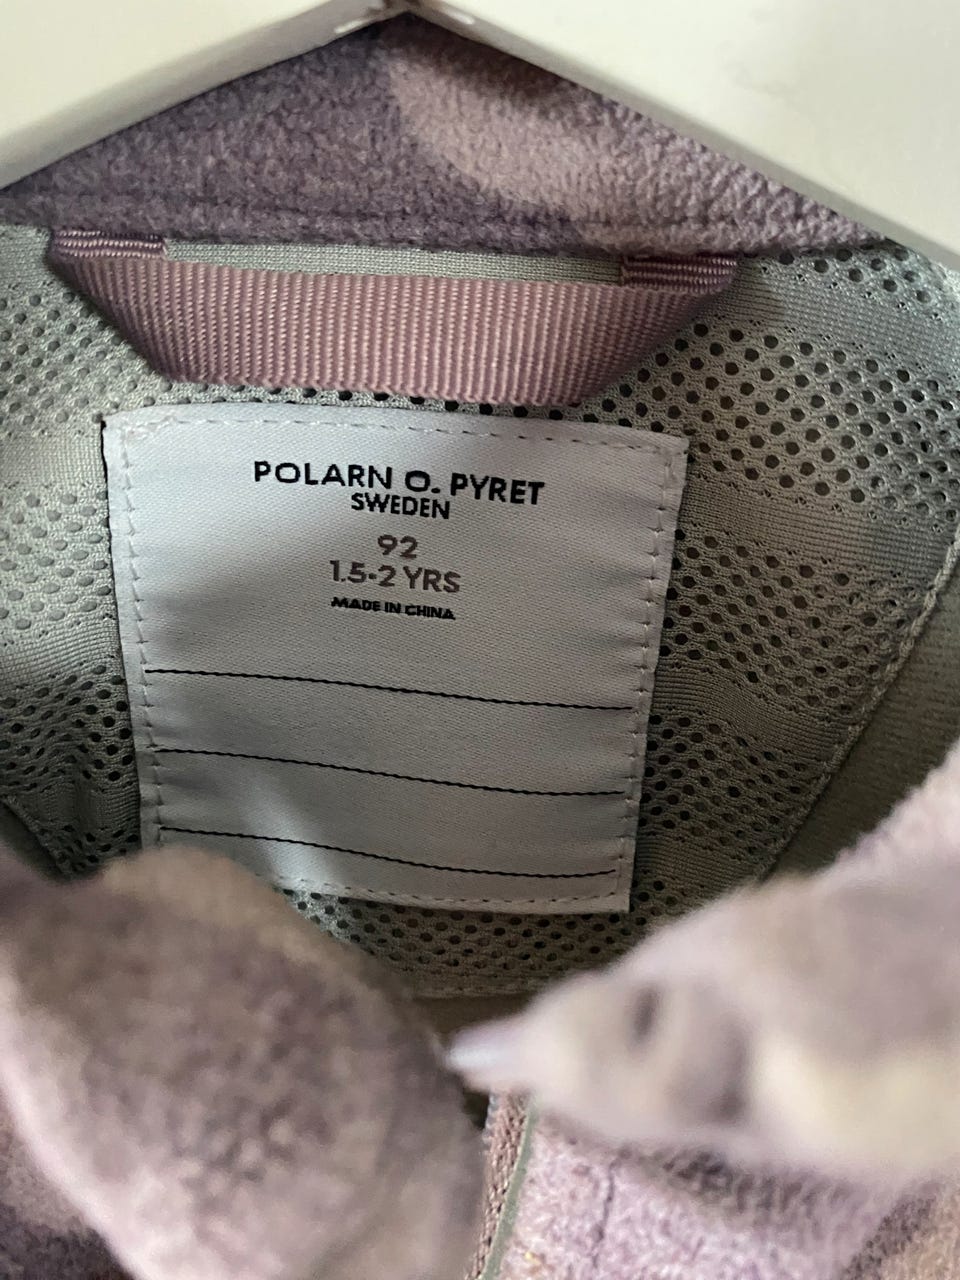 POLARN O. PYRET
SWEDEN
92
1.5-2 YRS
MADE IN CHINA